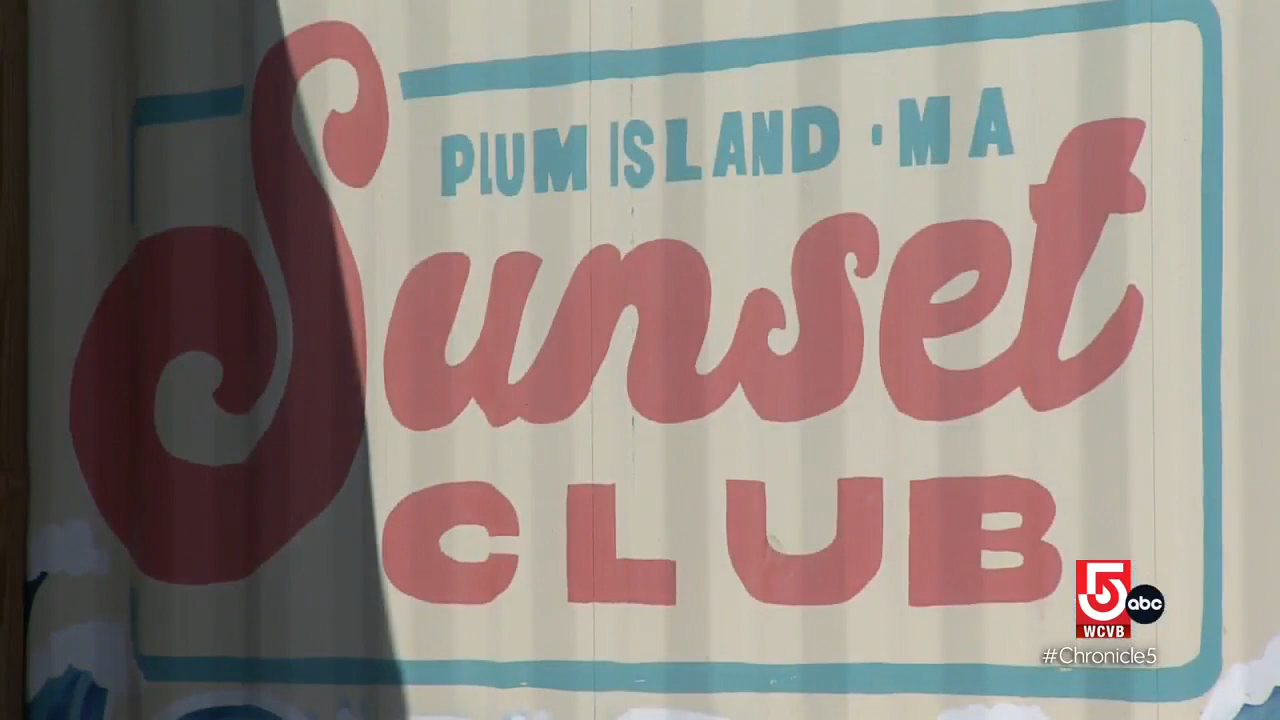 PLUM ISLAND · MA
Sunset
CLUB
5 abc
WCVB
#Chronicle5